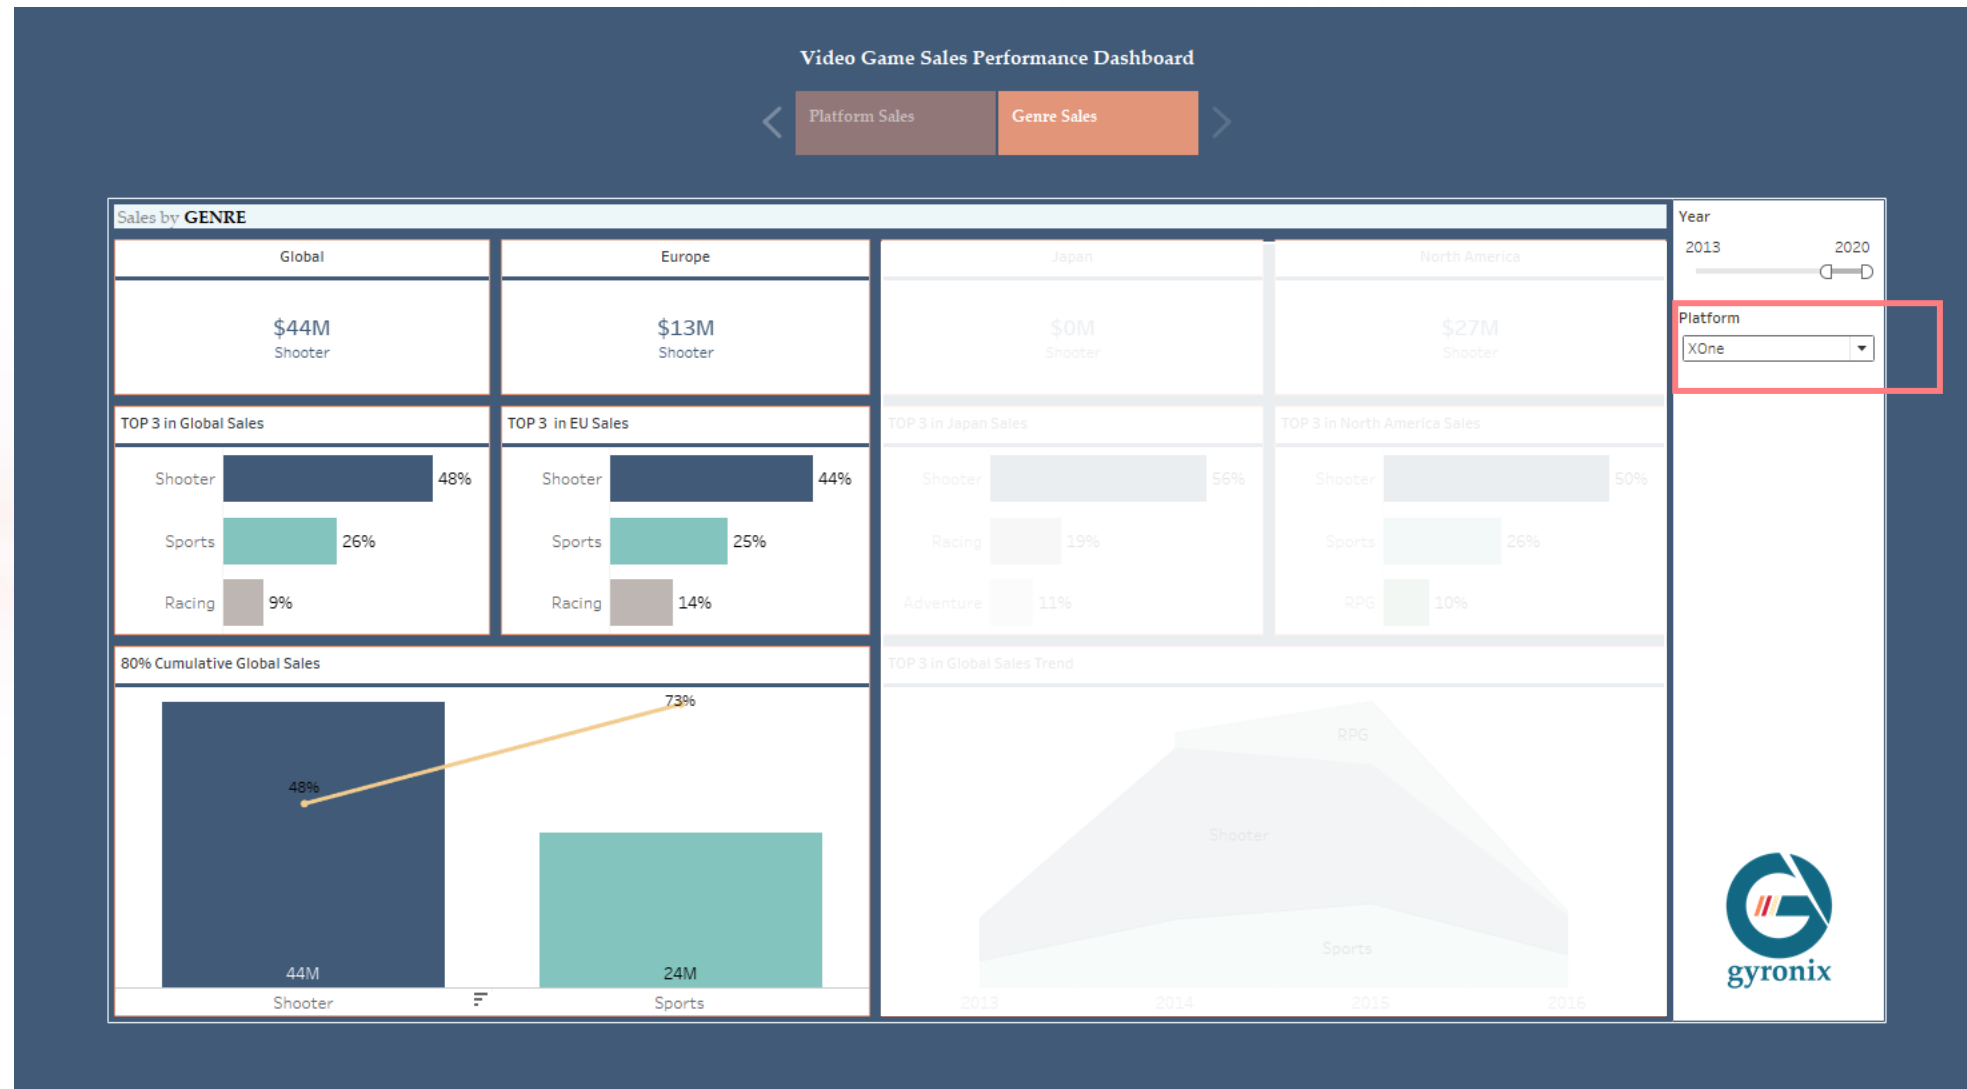 Video Game Sales Performance Dashboard
Platform Sales
Genre Sales
Sales by GENRE
Global
Europe
Japan
North America
$44M
Shooter
$13M
Shooter
$0M
Shooter
$27M
Shooter
TOP 3 in Global Sales
Shooter 48%
Sports 26%
Racing 9%
TOP 3 in EU Sales
Shooter 44%
Sports 25%
Racing 14%
TOP 3 in Japan Sales
Shooter 56%
Racing 19%
Adventure 11%
TOP 3 in North America Sales
Shooter 50%
Sports 26%
RPG 10%
80% Cumulative Global Sales
73%
48%
44M
24M
Shooter
Sports
TOP 3 in Global Sales Trend
RPG
Shooter
Sports
2013 2014 2015 2016
Year
2013 2020
Platform
XOne
gyronix